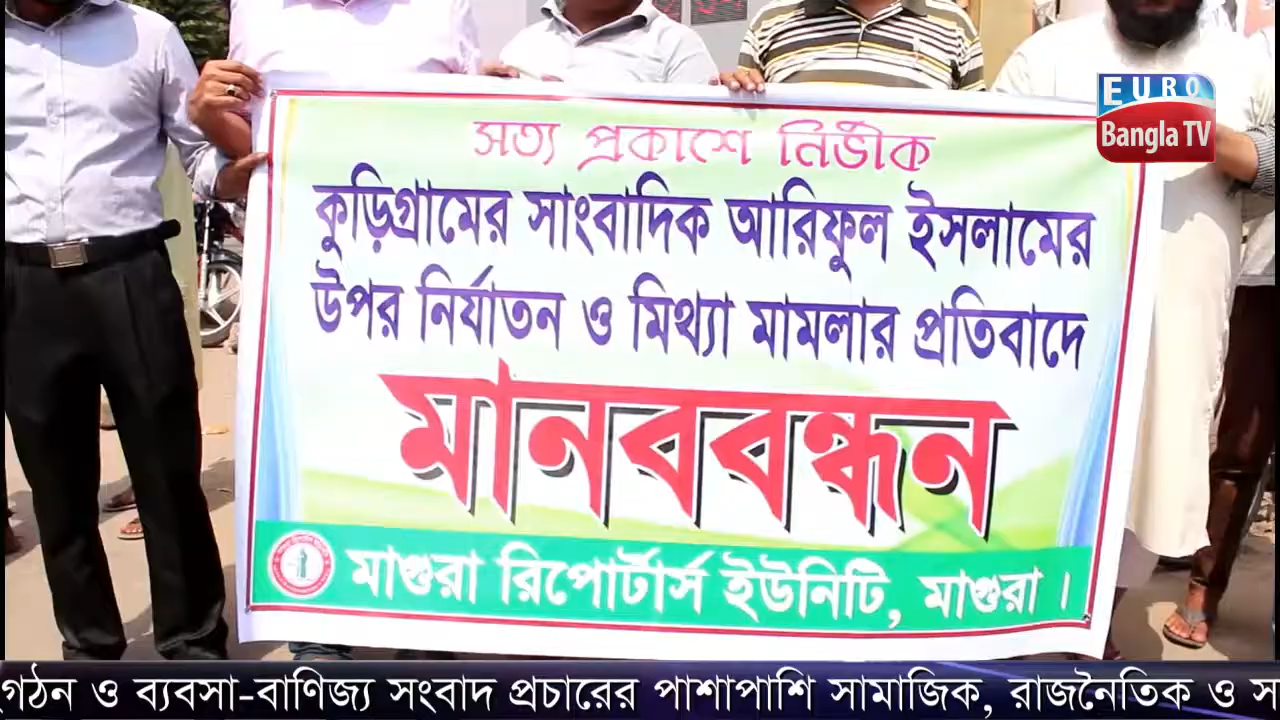 EURO
Bangla TV
সত্য প্রকাশে নির্ভীক
কুড়িগ্রামের সাংবাদিক আরিফুল ইসলামের
উপর নির্যাতন ও মিথ্যা মামলার প্রতিবাদে
মানববন্ধন
মাগুরা রিপোর্টার্স ইউনিটি, মাগুরা ।
গঠন ও ব্যবসা-বাণিজ্য সংবাদ প্রচারের পাশাপাশি সামাজিক, রাজনৈতিক ও